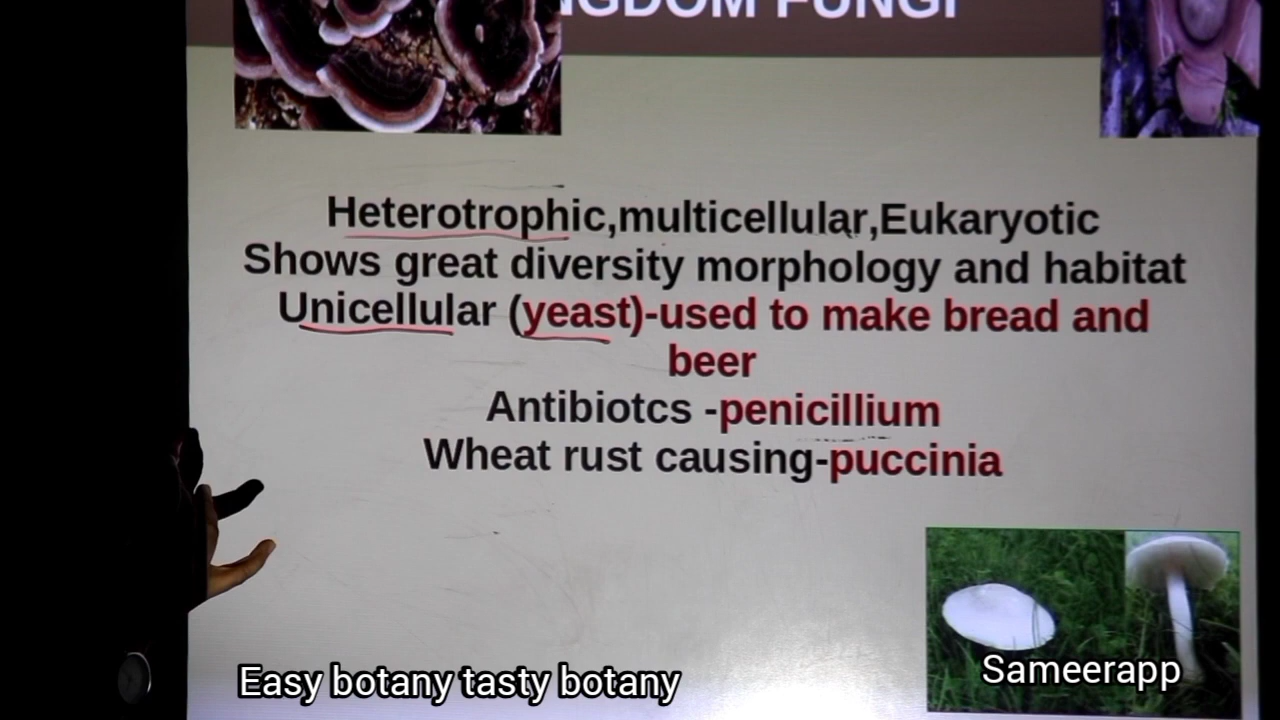 NGDOM FUNGI
Heterotrophic,multicellular,Eukaryotic
Shows great diversity morphology and habitat
Unicellular (yeast)-used to make bread and
beer
Antibiotcs -penicillium
Wheat rust causing-puccinia
Easy botany tasty botany
Sameerapp